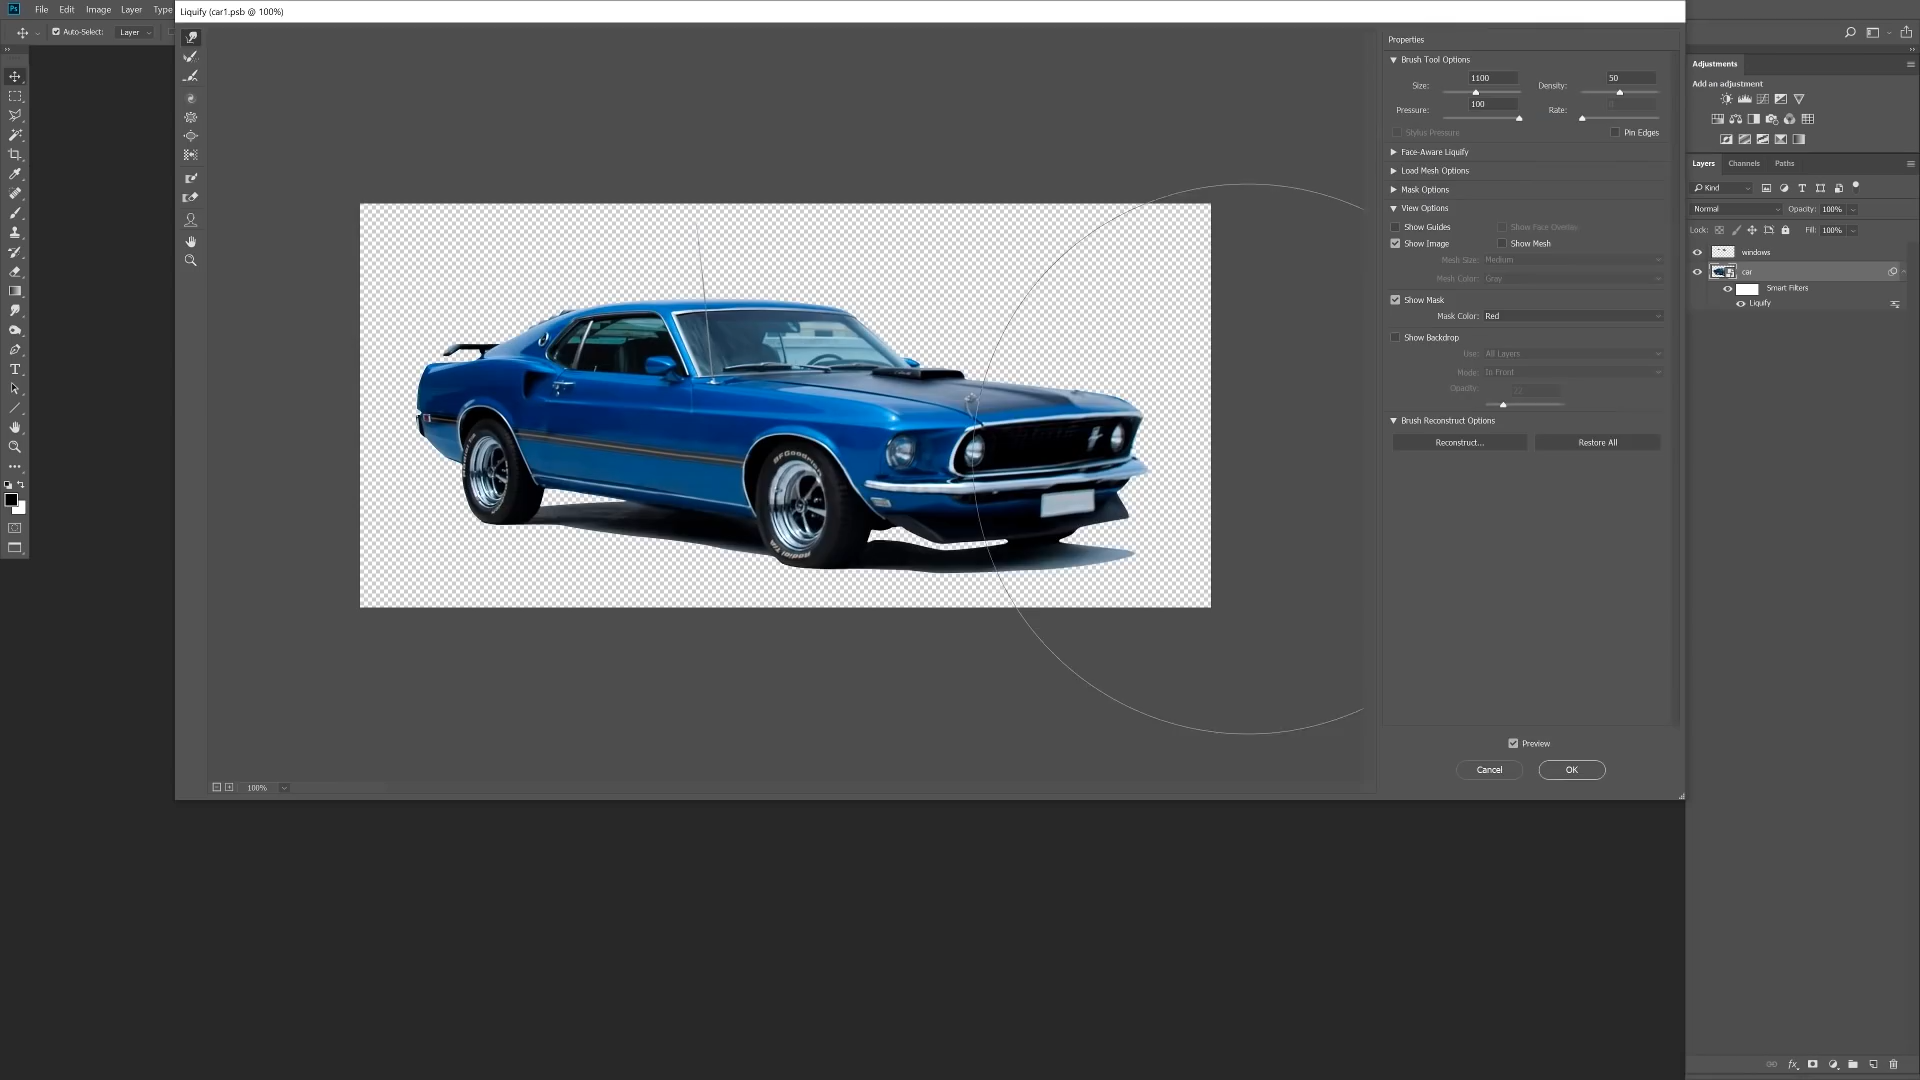 Ps File Edit Image Layer Type
Liquify (car1.psb @ 100%)
Auto-Select: Layer
Properties
Brush Tool Options
Size: 1100 Density: 50
Pressure: 100 Rate:
Stylus Pressure Pin Edges
Face-Aware Liquify
Load Mesh Options
Mask Options
View Options
Show Guides Show Face Overlay
Show Image Show Mesh
Mesh Size: Medium
Mesh Color: Gray
Show Mask
Mask Color: Red
Show Backdrop
Use: All Layers
Mode: In Front
Opacity: 22
Brush Reconstruct Options
Reconstruct... Restore All
Preview
Cancel OK
100%
BFGoodrich
Radial T/A
Adjustments
Add an adjustment
Layers Channels Paths
Kind
Normal Opacity: 100%
Lock: Fill: 100%
windows
car
Smart Filters
Liquify
fx